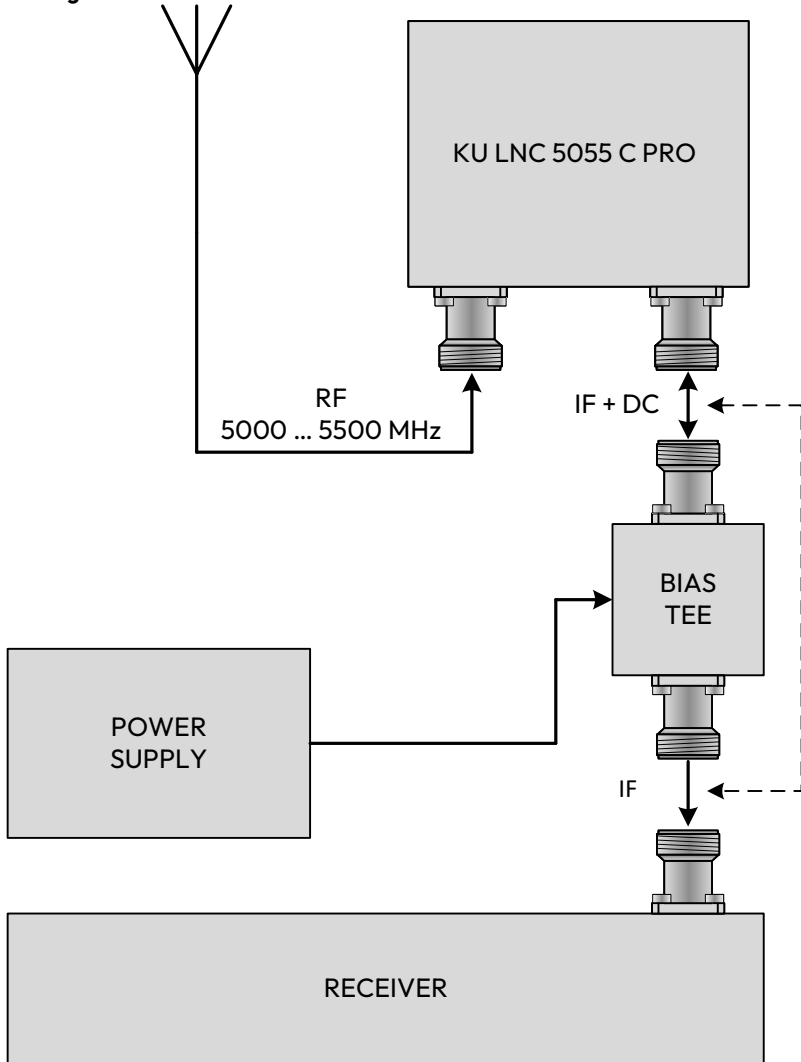 KU LNC 5055 C PRO
RF
5000 ... 5500 MHz
IF + DC
BIAS
TEE
POWER
SUPPLY
IF
RECEIVER